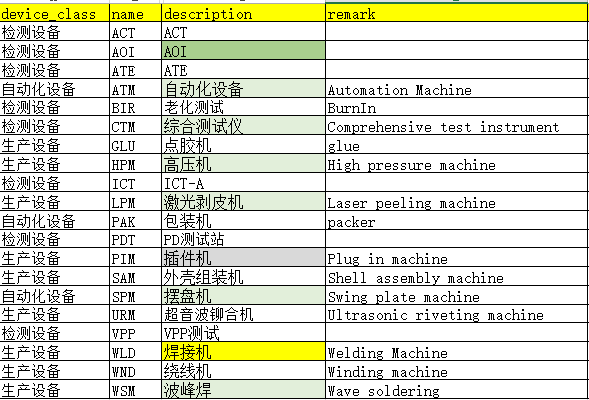 device_class name description remark
检测设备 ACT ACT
检测设备 AOI AOI
检测设备 ATE ATE
自动化设备 ATM 自动化设备 Automation Machine
检测设备 BIR 老化测试 BurnIn
检测设备 CTM 综合测试仪 Comprehensive test instrument
生产设备 GLU 点胶机 glue
生产设备 HPM 高压机 High pressure machine
检测设备 ICT ICT-A
生产设备 LPM 激光剥皮机 Laser peeling machine
自动化设备 PAK 包装机 packer
检测设备 PDT PD测试站
生产设备 PIM 插件机 Plug in machine
生产设备 SAM 外壳组装机 Shell assembly machine
自动化设备 SPM 摆盘机 Swing plate machine
生产设备 URM 超音波铆合机 Ultrasonic riveting machine
检测设备 VPP VPP测试
生产设备 WLD 焊接机 Welding Machine
生产设备 WND 绕线机 Winding machine
生产设备 WSM 波峰焊 Wave soldering